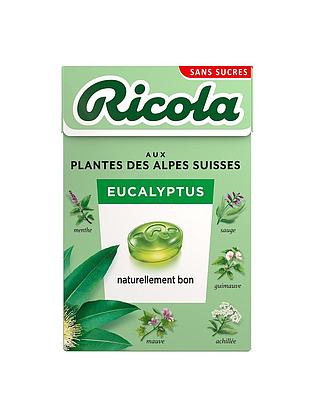 SANS SUCRES
Ricola
AUX
PLANTES DES ALPES SUISSES
EUCALYPTUS
menthe
sauge
guimauve
naturellement bon
mauve
achillée